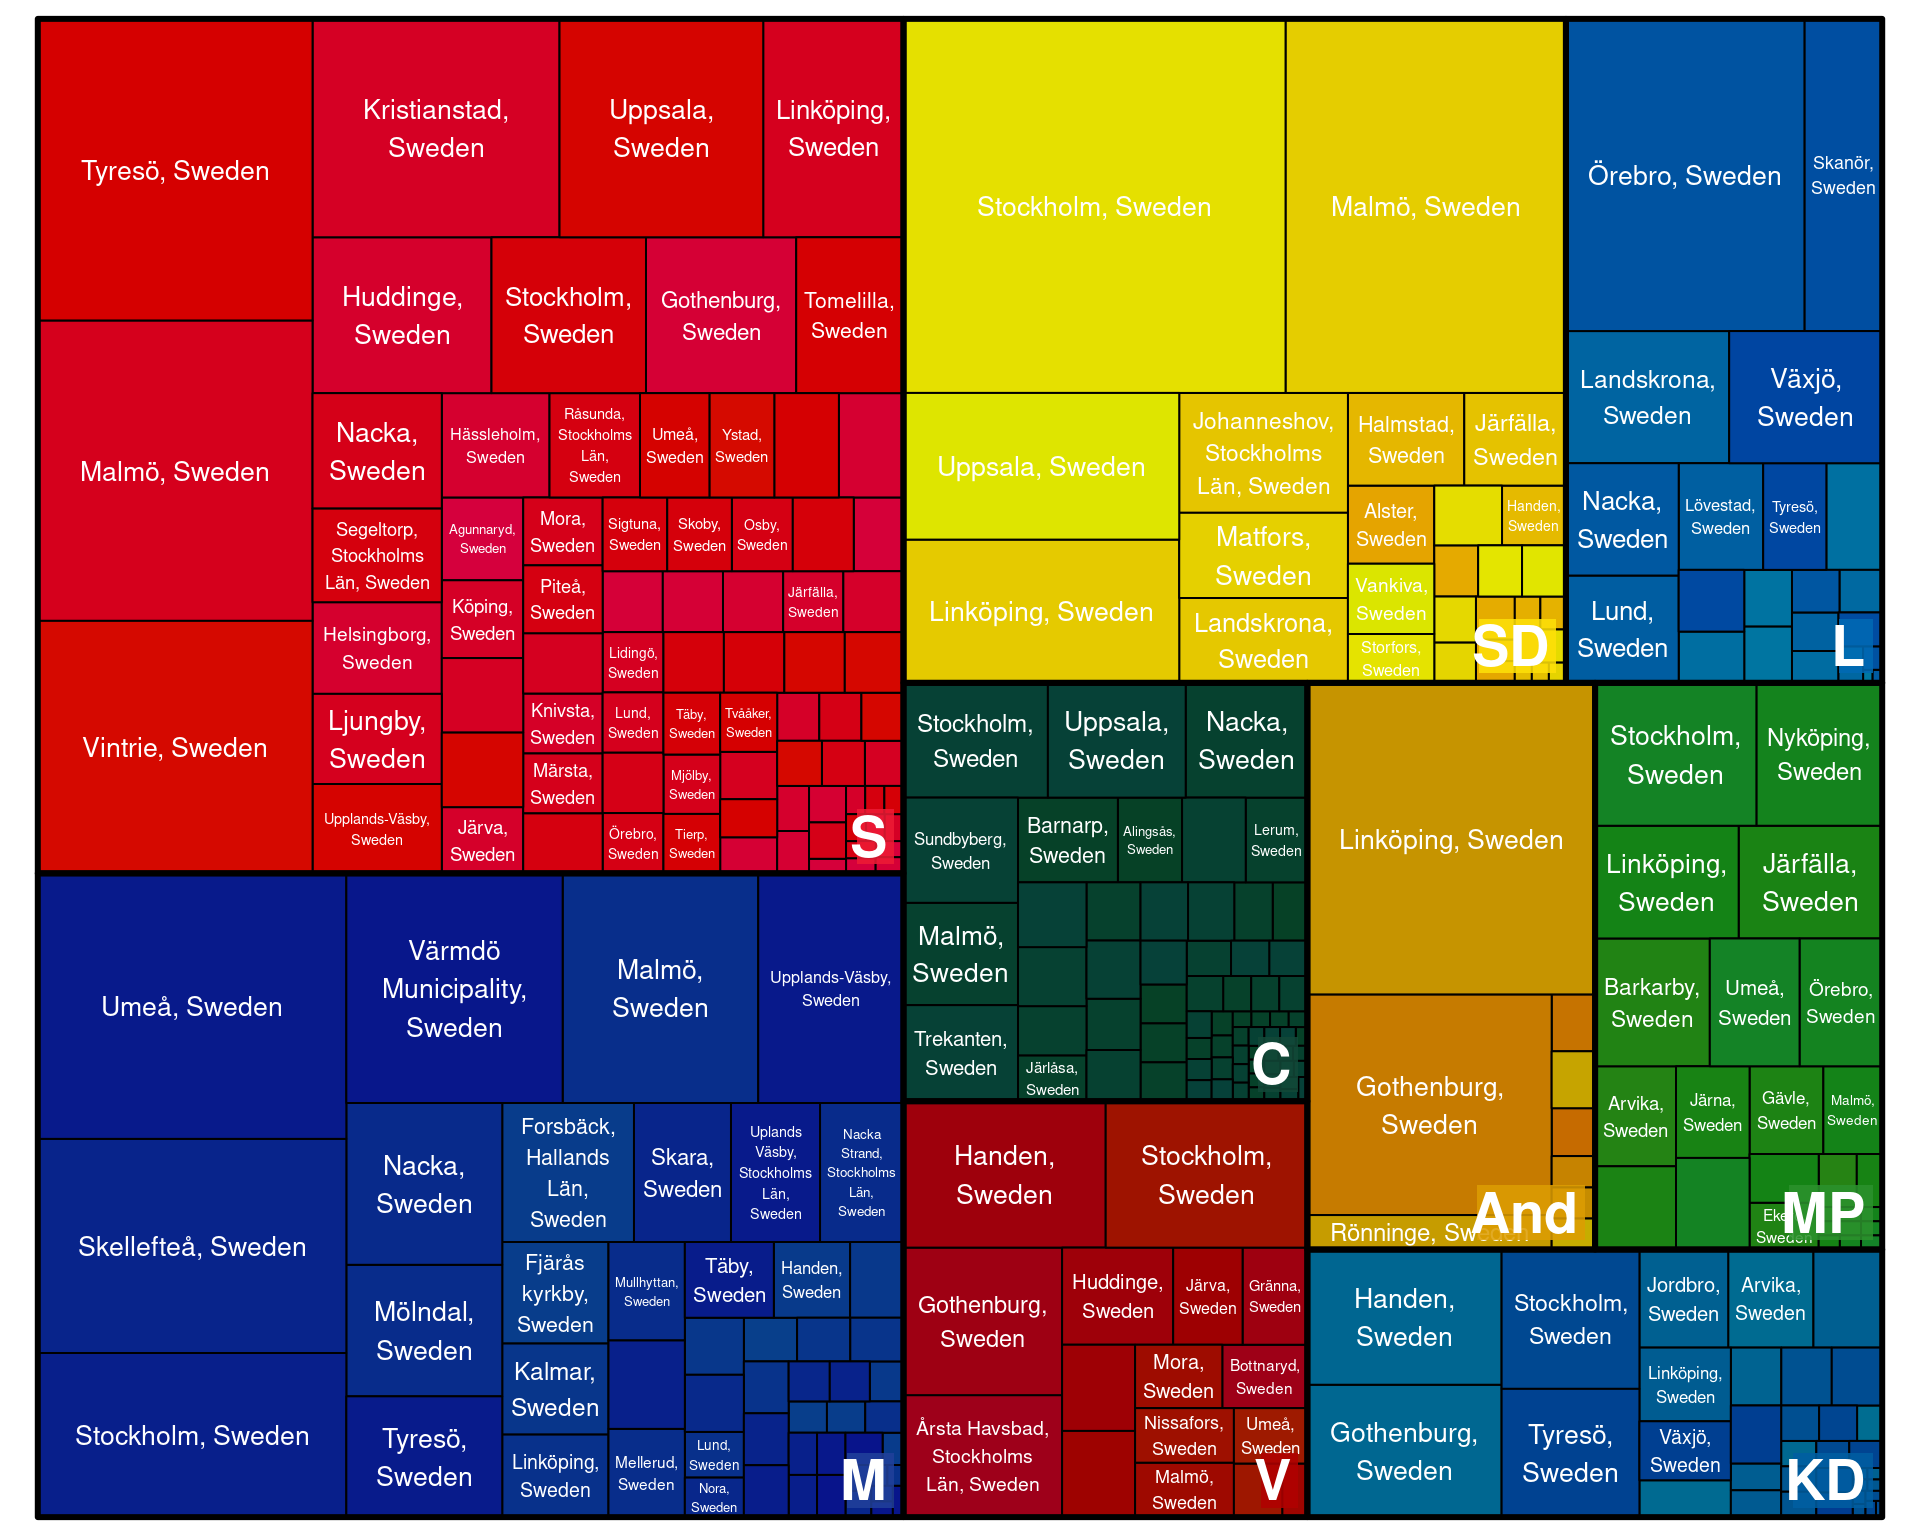 Tyresö, Sweden
Malmö, Sweden
Vintrie, Sweden
Kristianstad,
Sweden
Uppsala,
Sweden
Linköping,
Sweden
Huddinge,
Sweden
Stockholm,
Sweden
Gothenburg,
Sweden
Tomelilla,
Sweden
Nacka,
Sweden
Segeltorp,
Stockholms
Län, Sweden
Helsingborg,
Sweden
Ljungby,
Sweden
Upplands-Väsby,
Sweden
Hässleholm,
Sweden
Råsunda,
Stockholms
Län,
Sweden
Umeå,
Sweden
Ystad,
Sweden
Agunnaryd,
Sweden
Köping,
Sweden
Järva,
Sweden
Mora,
Sweden
Piteå,
Sweden
Knivsta,
Sweden
Märsta,
Sweden
Sigtuna,
Sweden
Skoby,
Sweden
Osby,
Sweden
Järfälla,
Sweden
Lidingö,
Sweden
Lund,
Sweden
Örebro,
Sweden
Täby,
Sweden
Mjölby,
Sweden
Tierp,
Sweden
Tvååker,
Sweden
S
Stockholm, Sweden
Malmö, Sweden
Uppsala, Sweden
Linköping, Sweden
Johanneshov,
Stockholms
Län, Sweden
Matfors,
Sweden
Landskrona,
Sweden
Halmstad,
Sweden
Järfälla,
Sweden
Alster,
Sweden
Handen,
Sweden
Vankiva,
Sweden
Storfors,
Sweden
SD
Örebro, Sweden
Skanör,
Sweden
Landskrona,
Sweden
Växjö,
Sweden
Nacka,
Sweden
Lund,
Sweden
Lövestad,
Sweden
Tyresö,
Sweden
L
Umeå, Sweden
Skellefteå, Sweden
Stockholm, Sweden
Värmdö
Municipality,
Sweden
Malmö,
Sweden
Upplands-Väsby,
Sweden
Nacka,
Sweden
Mölndal,
Sweden
Tyresö,
Sweden
Forsbäck,
Hallands
Län,
Sweden
Skara,
Sweden
Uplands
Väsby,
Stockholms
Län,
Sweden
Nacka
Strand,
Stockholms
Län,
Sweden
Fjärås
kyrkby,
Sweden
Kalmar,
Sweden
Linköping,
Sweden
Mullhyttan,
Sweden
Mellerud,
Sweden
Täby,
Sweden
Handen,
Sweden
Lund,
Sweden
Nora,
Sweden
M
Stockholm,
Sweden
Uppsala,
Sweden
Nacka,
Sweden
Sundbyberg,
Sweden
Malmö,
Sweden
Trekanten,
Sweden
Barnarp,
Sweden
Alingsås,
Sweden
Lerum,
Sweden
Järlåsa,
Sweden
C
Handen,
Sweden
Stockholm,
Sweden
Gothenburg,
Sweden
Årsta Havsbad,
Stockholms
Län, Sweden
Huddinge,
Sweden
Järva,
Sweden
Gränna,
Sweden
Mora,
Sweden
Bottnaryd,
Sweden
Nissafors,
Sweden
Umeå,
Sweden
Malmö,
Sweden
V
Linköping, Sweden
Gothenburg,
Sweden
Rönninge, Sweden
And
Stockholm,
Sweden
Nyköping,
Sweden
Linköping,
Sweden
Järfälla,
Sweden
Barkarby,
Sweden
Umeå,
Sweden
Örebro,
Sweden
Arvika,
Sweden
Järna,
Sweden
Gävle,
Sweden
Malmö,
Sweden
Sweden
MP
Handen,
Sweden
Gothenburg,
Sweden
Stockholm,
Sweden
Tyresö,
Sweden
Jordbro,
Sweden
Arvika,
Sweden
Linköping,
Sweden
Växjö,
Sweden
KD